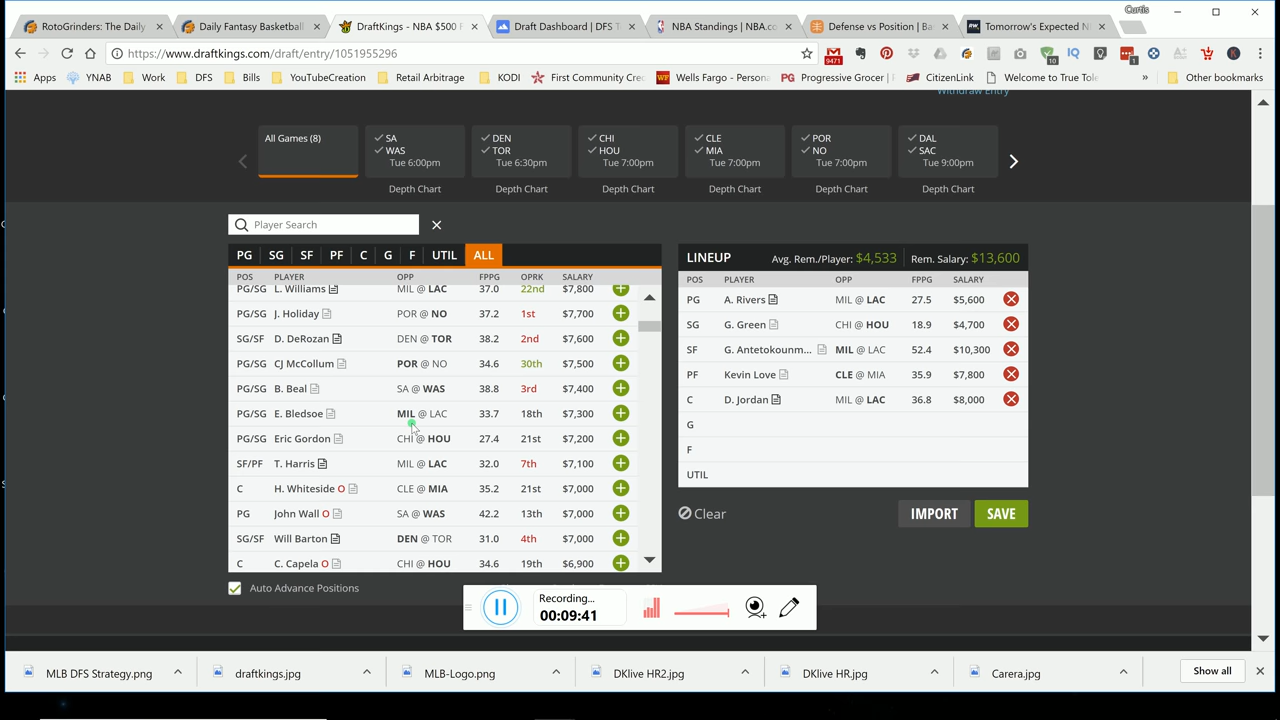 Curtis
RotoGrinders: The Daily
Daily Fantasy Basketball
DraftKings - NBA $500 F
Draft Dashboard | DFS T
NBA Standings | NBA.co
Defense vs Position | Ba
Tomorrow's Expected N
https://www.draftkings.com/draft/entry/1051955296
9471
10
1
Apps YNAB Work DFS Bills YouTubeCreation Retail Arbitrage KODI First Community Cre Wells Fargo - Persona Progressive Grocer CitizenLink Welcome to True Tole » Other bookmarks
Withdraw Entry
All Games (8)
SA
WAS
Tue 6:00pm
DEN
TOR
Tue 6:30pm
CHI
HOU
Tue 7:00pm
CLE
MIA
Tue 7:00pm
POR
NO
Tue 7:00pm
DAL
SAC
Tue 9:00pm
Depth Chart Depth Chart Depth Chart Depth Chart Depth Chart Depth Chart
Player Search
PG SG SF PF C G F UTIL ALL
POS PLAYER OPP FPPG OPRK SALARY
PG/SG L. Williams MIL @ LAC 37.0 22nd $7,800
PG/SG J. Holiday POR @ NO 37.2 1st $7,700
SG/SF D. DeRozan DEN @ TOR 38.2 2nd $7,600
PG/SG CJ McCollum POR @ NO 34.6 30th $7,500
PG/SG B. Beal SA @ WAS 38.8 3rd $7,400
PG/SG E. Bledsoe MIL @ LAC 33.7 18th $7,300
PG/SG Eric Gordon CHI @ HOU 27.4 21st $7,200
SF/PF T. Harris MIL @ LAC 32.0 7th $7,100
C H. Whiteside O CLE @ MIA 35.2 21st $7,000
PG John Wall O SA @ WAS 42.2 13th $7,000
SG/SF Will Barton DEN @ TOR 31.0 4th $7,000
C C. Capela O CHI @ HOU 34.6 19th $6,900
Auto Advance Positions
LINEUP Avg. Rem./Player: $4,533 Rem. Salary: $13,600
POS PLAYER OPP FPPG SALARY
PG A. Rivers MIL @ LAC 27.5 $5,600
SG G. Green CHI @ HOU 18.9 $4,700
SF G. Antetokounm... MIL @ LAC 52.4 $10,300
PF Kevin Love CLE @ MIA 35.9 $7,800
C D. Jordan MIL @ LAC 36.8 $8,000
G
F
UTIL
Clear IMPORT SAVE
Recording...
00:09:41
MLB DFS Strategy.png
draftkings.jpg
MLB-Logo.png
DKlive HR2.jpg
DKlive HR.jpg
Carera.jpg
Show all